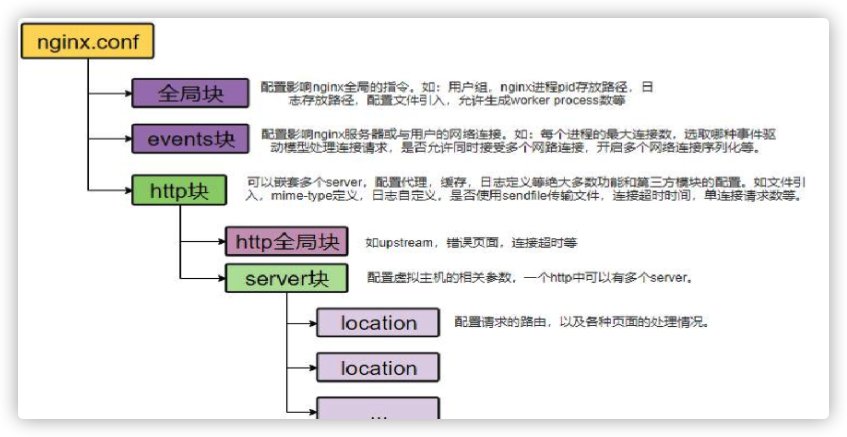 nginx.conf
全局块
配置影响nginx全局的指令。如：用户组，nginx进程pid存放路径，日
志存放路径，配置文件引入，允许生成worker process数等
events块
配置影响nginx服务器或与用户的网络连接。如：每个进程的最大连接数，选取哪种事件驱
动模型处理连接请求，是否允许同时接受多个网路连接，开启多个网络连接序列化等。
http块
可以嵌套多个server，配置代理，缓存，日志定义等绝大多数功能和第三方模块的配置。如文件引
入，mime-type定义，日志自定义，是否使用sendfile传输文件，连接超时时间，单连接请求数等。
http全局块
如upstream，错误页面，连接超时等
server块
配置虚拟主机的相关参数，一个http中可以有多个server。
location
配置请求的路由，以及各种页面的处理情况。
location
...